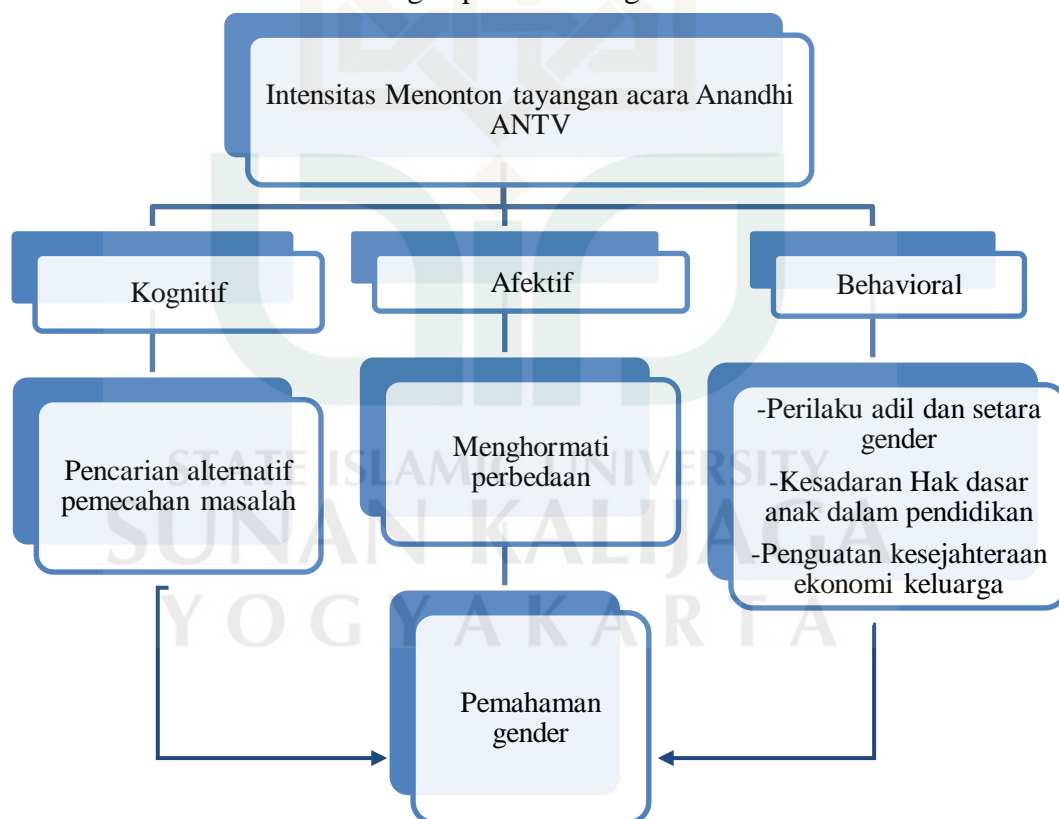 Intensitas Menonton tayangan acara Anandhi
ANTV
Kognitif
Afektif
Behavioral
Pencarian alternatif
pemecahan masalah
Menghormati
perbedaan
-Perilaku adil dan setara
gender
-Kesadaran Hak dasar
anak dalam pendidikan
-Penguatan kesejahteraan
ekonomi keluarga
STATE ISLAMIC UNIVERSITY
SUNAN KALIJAGA
YOGYAKARTA
Pemahaman
gender